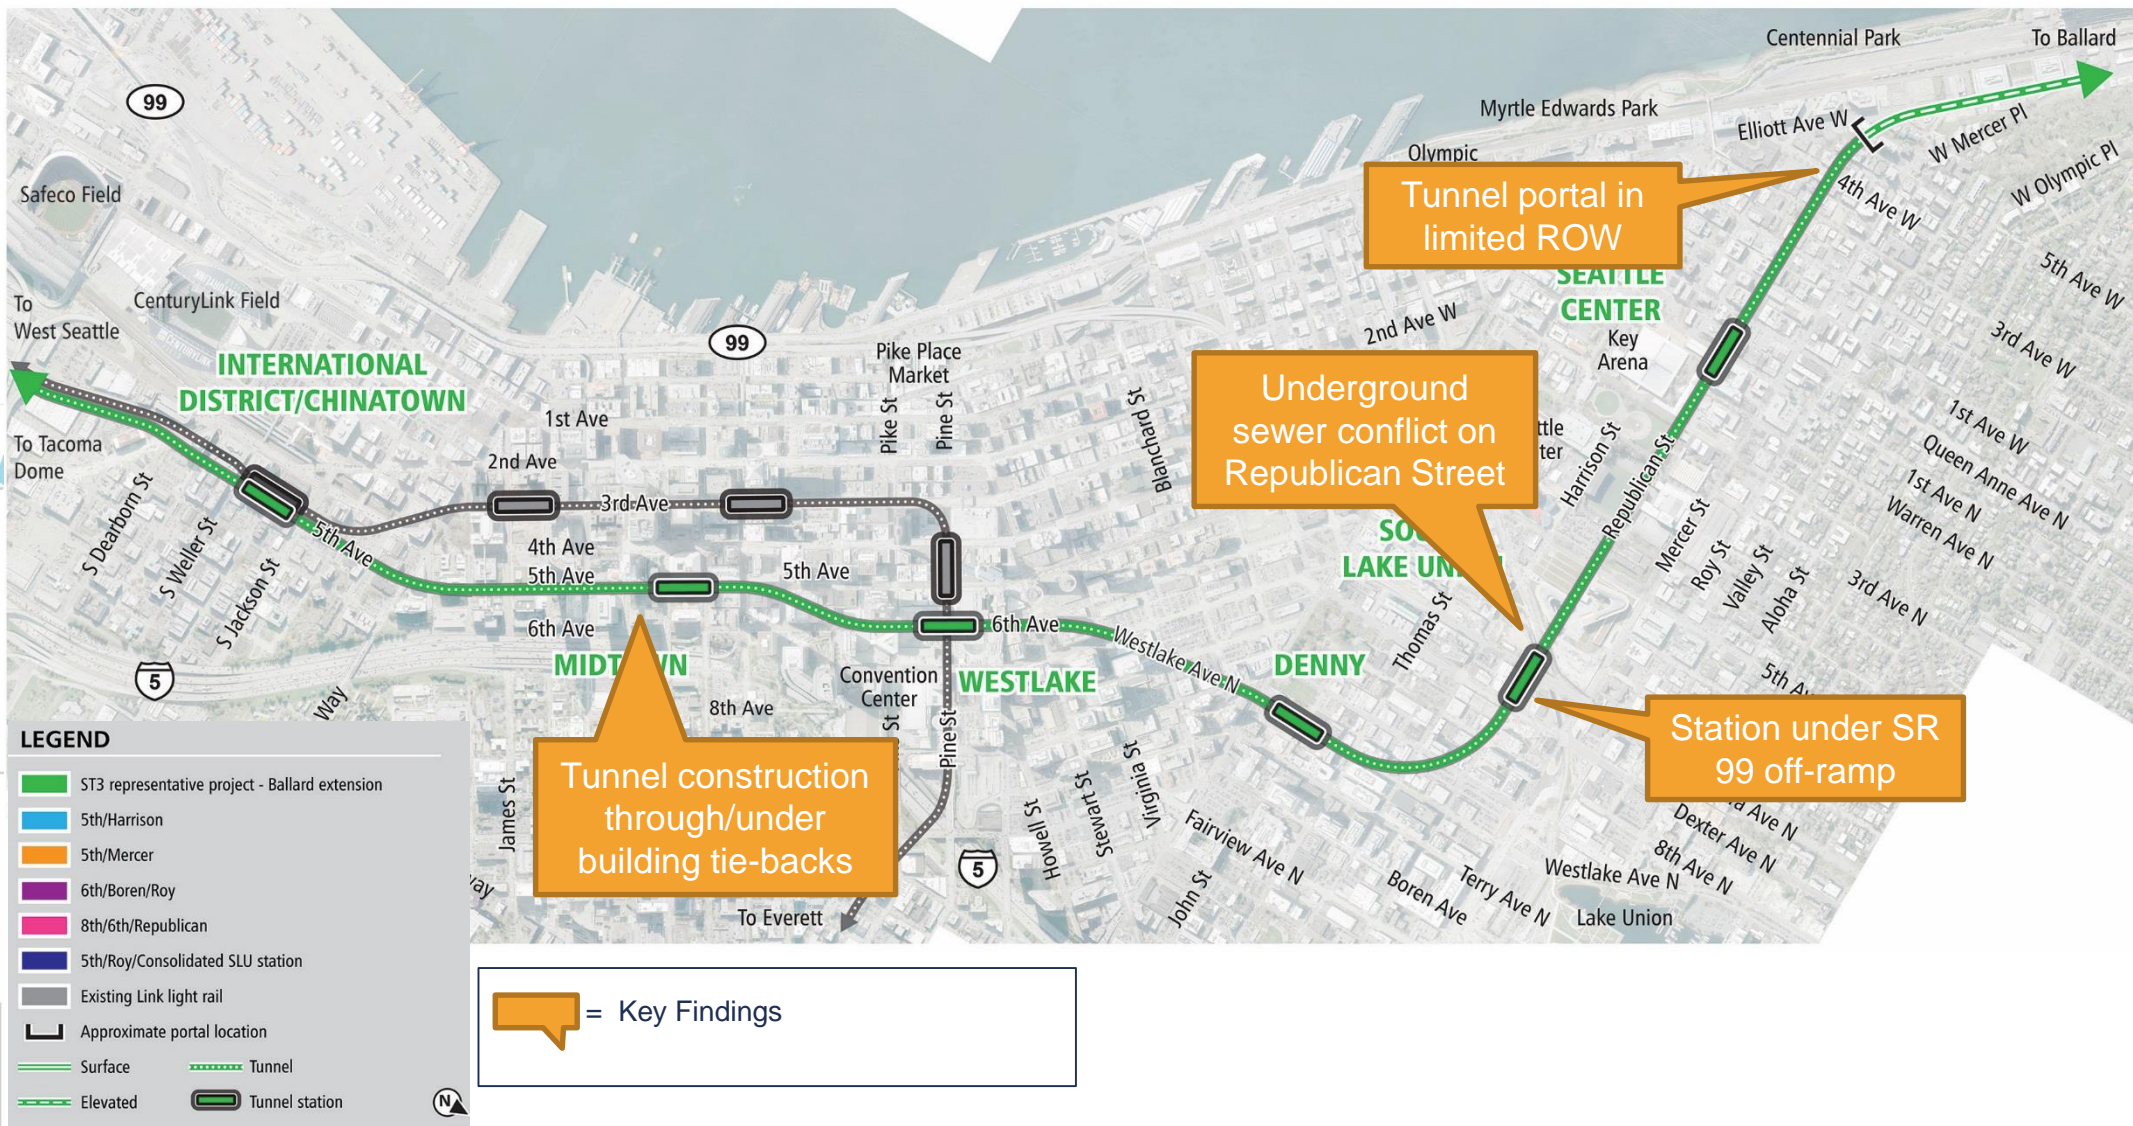 Centennial Park
To Ballard
99
Myrtle Edwards Park
Elliott Ave W
W Mercer Pl
Olympic
W Olympic Pl
Safeco Field
Tunnel portal in
limited ROW
4th Ave W
5th Ave W
SEATTLE
CENTER
To
West Seattle
CenturyLink Field
2nd Ave W
3rd Ave W
99
Key
Arena
Pike Place
Market
INTERNATIONAL
DISTRICT/CHINATOWN
Underground
sewer conflict on
Republican Street
1st Ave
Pike St
Pine St
Blanchard St
ttle
ter
Harrison St
1st Ave W
Queen Anne Ave N
1st Ave N
Warren Ave N
To Tacoma
Dome
2nd Ave
3rd Ave
Republican St
S Dearborn St
S Weller St
S Jackson St
5th Ave
4th Ave
5th Ave
5th Ave
6th Ave
6th Ave
SOU
LAKE UN
Mercer St
Roy St
Valley St
Aloha St
3rd Ave N
Thomas St
Westlake Ave N
MIDT WN
Convention
Center
WESTLAKE
DENNY
5
Way
8th Ave
St
Pine St
5th Av
Station under SR
99 off-ramp
Tunnel construction
through/under
building tie-backs
James St
way
To Everett
5
Howell St
Stewart St
Virginia St
John St
Fairview Ave N
Boren Ave
Terry Ave N
Westlake Ave N
8th Ave N
Dexter Ave N
a Ave N
Lake Union
LEGEND
ST3 representative project - Ballard extension
5th/Harrison
5th/Mercer
6th/Boren/Roy
8th/6th/Republican
5th/Roy/Consolidated SLU station
Existing Link light rail
Approximate portal location
Surface
Tunnel
Elevated
Tunnel station
N
= Key Findings